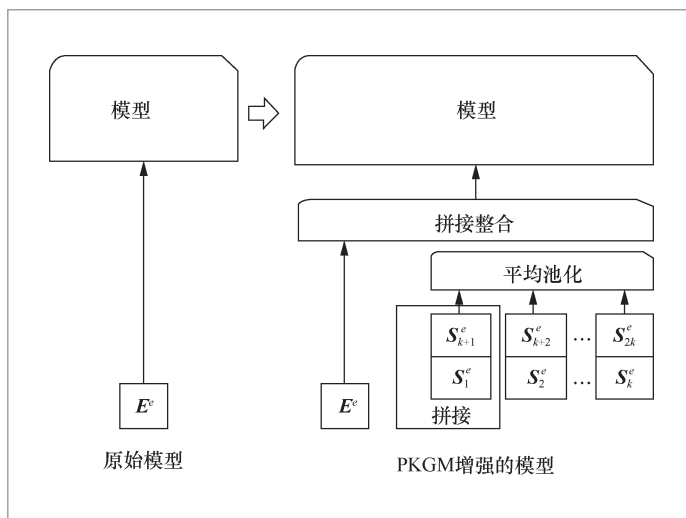 模型
模型
拼接整合
平均池化
S^e_{k+1} S^e_{k+2} … S^e_{2k}
E^e E^e S^e_1 S^e_2 … S^e_k
拼接
原始模型 PKGM增强的模型